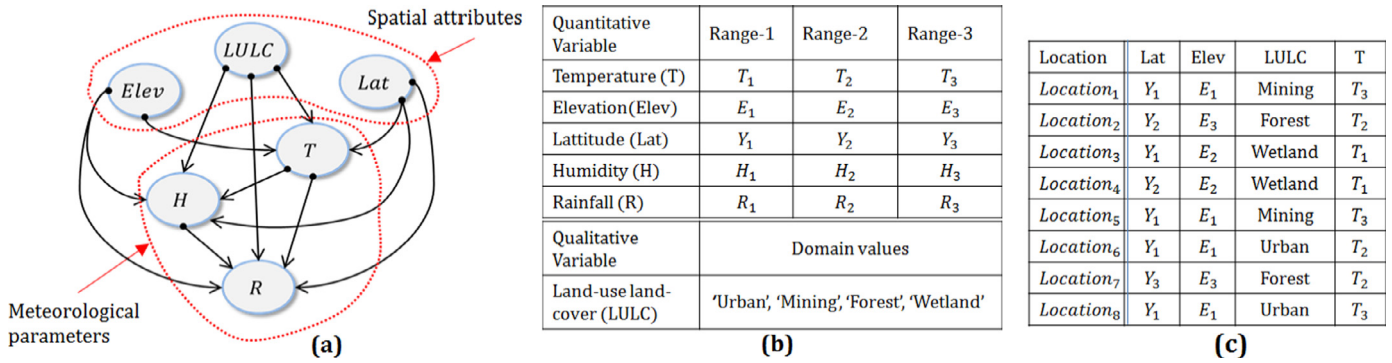 Spatial attributes
LULC
Elev
Lat
T
H
R
Meteorological
parameters
(a)
Quantitative
Variable Range-1 Range-2 Range-3
Temperature (T) T₁ T₂ T₃
Elevation(Elev) E₁ E₂ E₃
Lattitude (Lat) Y₁ Y₂ Y₃
Humidity (H) H₁ H₂ H₃
Rainfall (R) R₁ R₂ R₃
Qualitative
Variable Domain values
Land-use land-
cover (LULC) 'Urban', 'Mining', 'Forest', 'Wetland'
(b)
Location Lat Elev LULC T
Location₁ Y₁ E₁ Mining T₃
Location₂ Y₂ E₃ Forest T₂
Location₃ Y₁ E₂ Wetland T₁
Location₄ Y₂ E₂ Wetland T₁
Location₅ Y₁ E₁ Mining T₃
Location₆ Y₁ E₁ Urban T₂
Location₇ Y₃ E₃ Forest T₂
Location₈ Y₁ E₁ Urban T₃
(c)